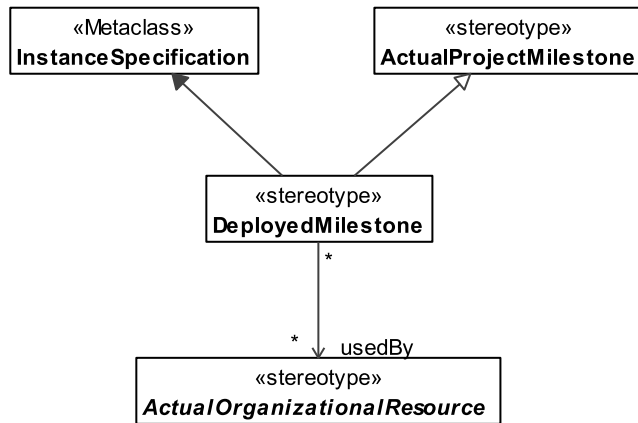 «Metaclass»
InstanceSpecification
«stereotype»
ActualProjectMilestone
«stereotype»
DeployedMilestone
*
*
usedBy
«stereotype»
ActualOrganizationalResource